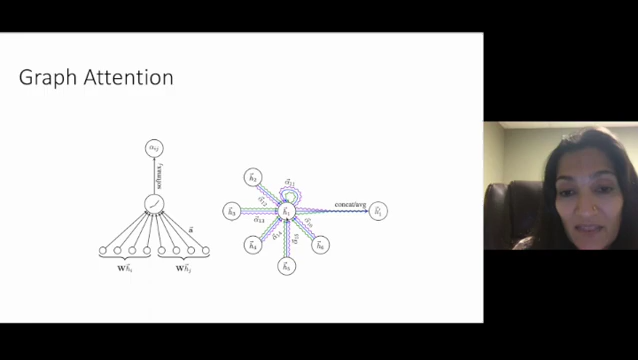 Graph Attention
α_ij
softmax_j
a⃗
Wh⃗_i
Wh⃗_j
h⃗_2
α⃗_11
α⃗_12
h⃗_3
α⃗_13
h⃗_1
concat/avg
h⃗′_1
α⃗_14
α⃗_15
α⃗_16
h⃗_4
h⃗_6
h⃗_5